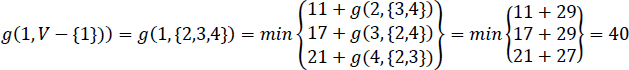 g(1,V − {1})) = g(1,{2,3,4}) = min{11 + g(2,{3,4}) 17 + g(3,{2,4}) 21 + g(4,{2,3})} = min{11 + 29 17 + 29 21 + 27} = 40